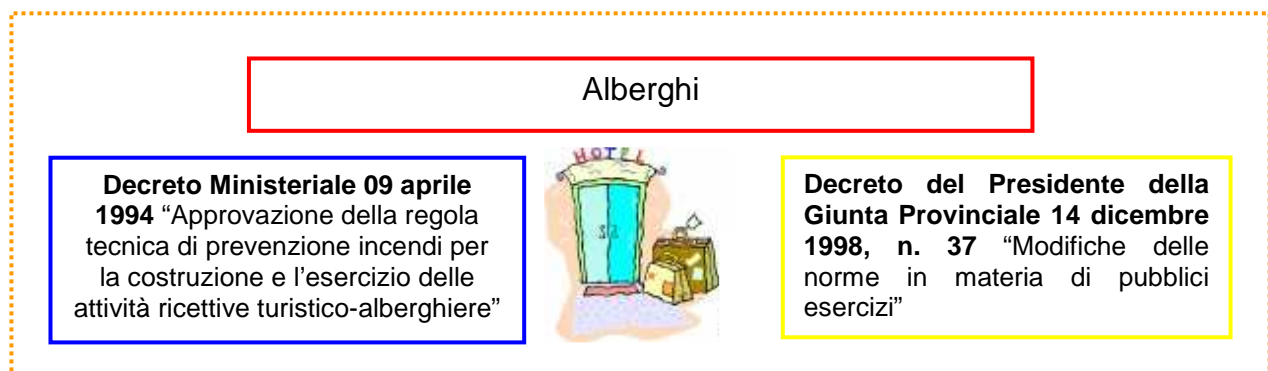 Alberghi
Decreto Ministeriale 09 aprile
1994 “Approvazione della regola
tecnica di prevenzione incendi per
la costruzione e l’esercizio delle
attività ricettive turistico-alberghiere”
HOTEL
Decreto del Presidente della
Giunta Provinciale 14 dicembre
1998, n. 37 “Modifiche delle
norme in materia di pubblici
esercizi”